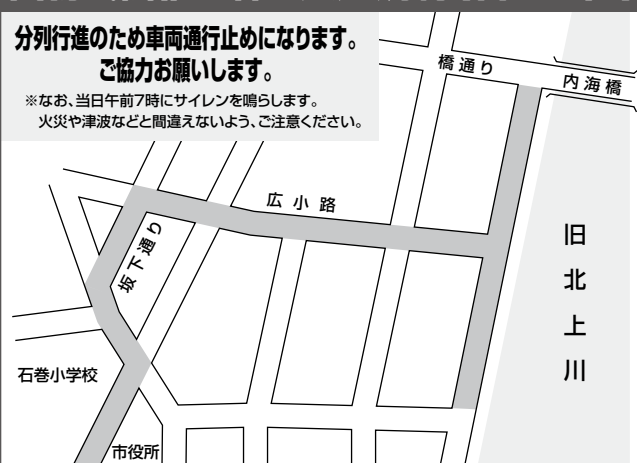 分列行進のため車両通行止めになります。
ご協力お願いします。
※なお、当日午前7時にサイレンを鳴らします。
火災や津波などと間違えないよう、ご注意ください。
橋通り
内海橋
広小路
坂下通り
旧北上川
石巻小学校
市役所